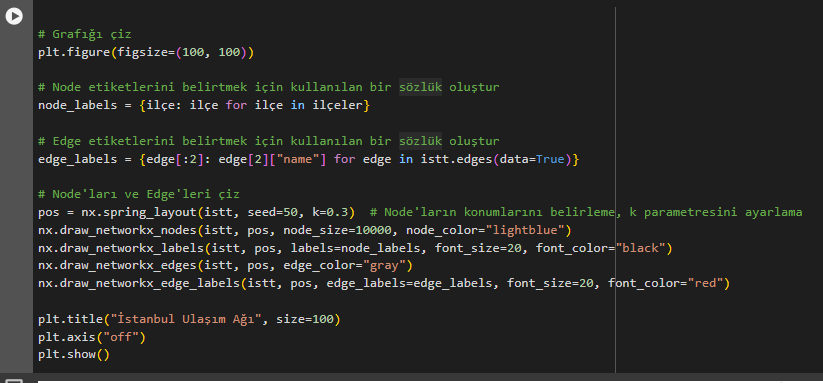 # Grafığı çiz
plt.figure(figsize=(100, 100))
# Node etiketlerini belirtmek için kullanılan bir sözlük oluştur
node_labels = {ilçe: ilçe for ilçe in ilçeler}
# Edge etiketlerini belirtmek için kullanılan bir sözlük oluştur
edge_labels = {edge[:2]: edge[2]["name"] for edge in istt.edges(data=True)}
# Node'ları ve Edge'leri çiz
pos = nx.spring_layout(istt, seed=50, k=0.3)  # Node'ların konumlarını belirleme, k parametresini ayarlama
nx.draw_networkx_nodes(istt, pos, node_size=10000, node_color="lightblue")
nx.draw_networkx_labels(istt, pos, labels=node_labels, font_size=20, font_color="black")
nx.draw_networkx_edges(istt, pos, edge_color="gray")
nx.draw_networkx_edge_labels(istt, pos, edge_labels=edge_labels, font_size=20, font_color="red")
plt.title("İstanbul Ulaşım Ağı", size=100)
plt.axis("off")
plt.show()